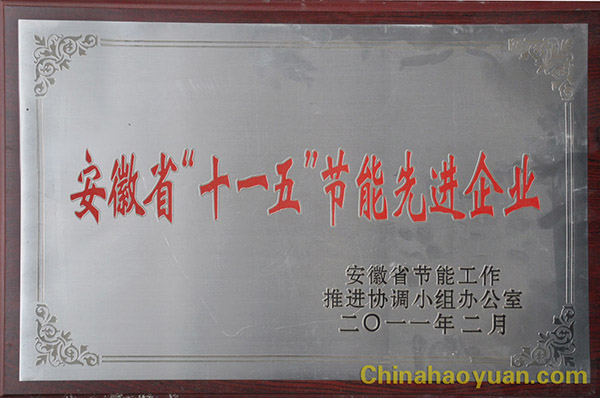 安徽省“十一五”节能先进企业
安徽省节能工作
推进协调小组办公室
二〇一一年二月
Chinahaoyuan.com